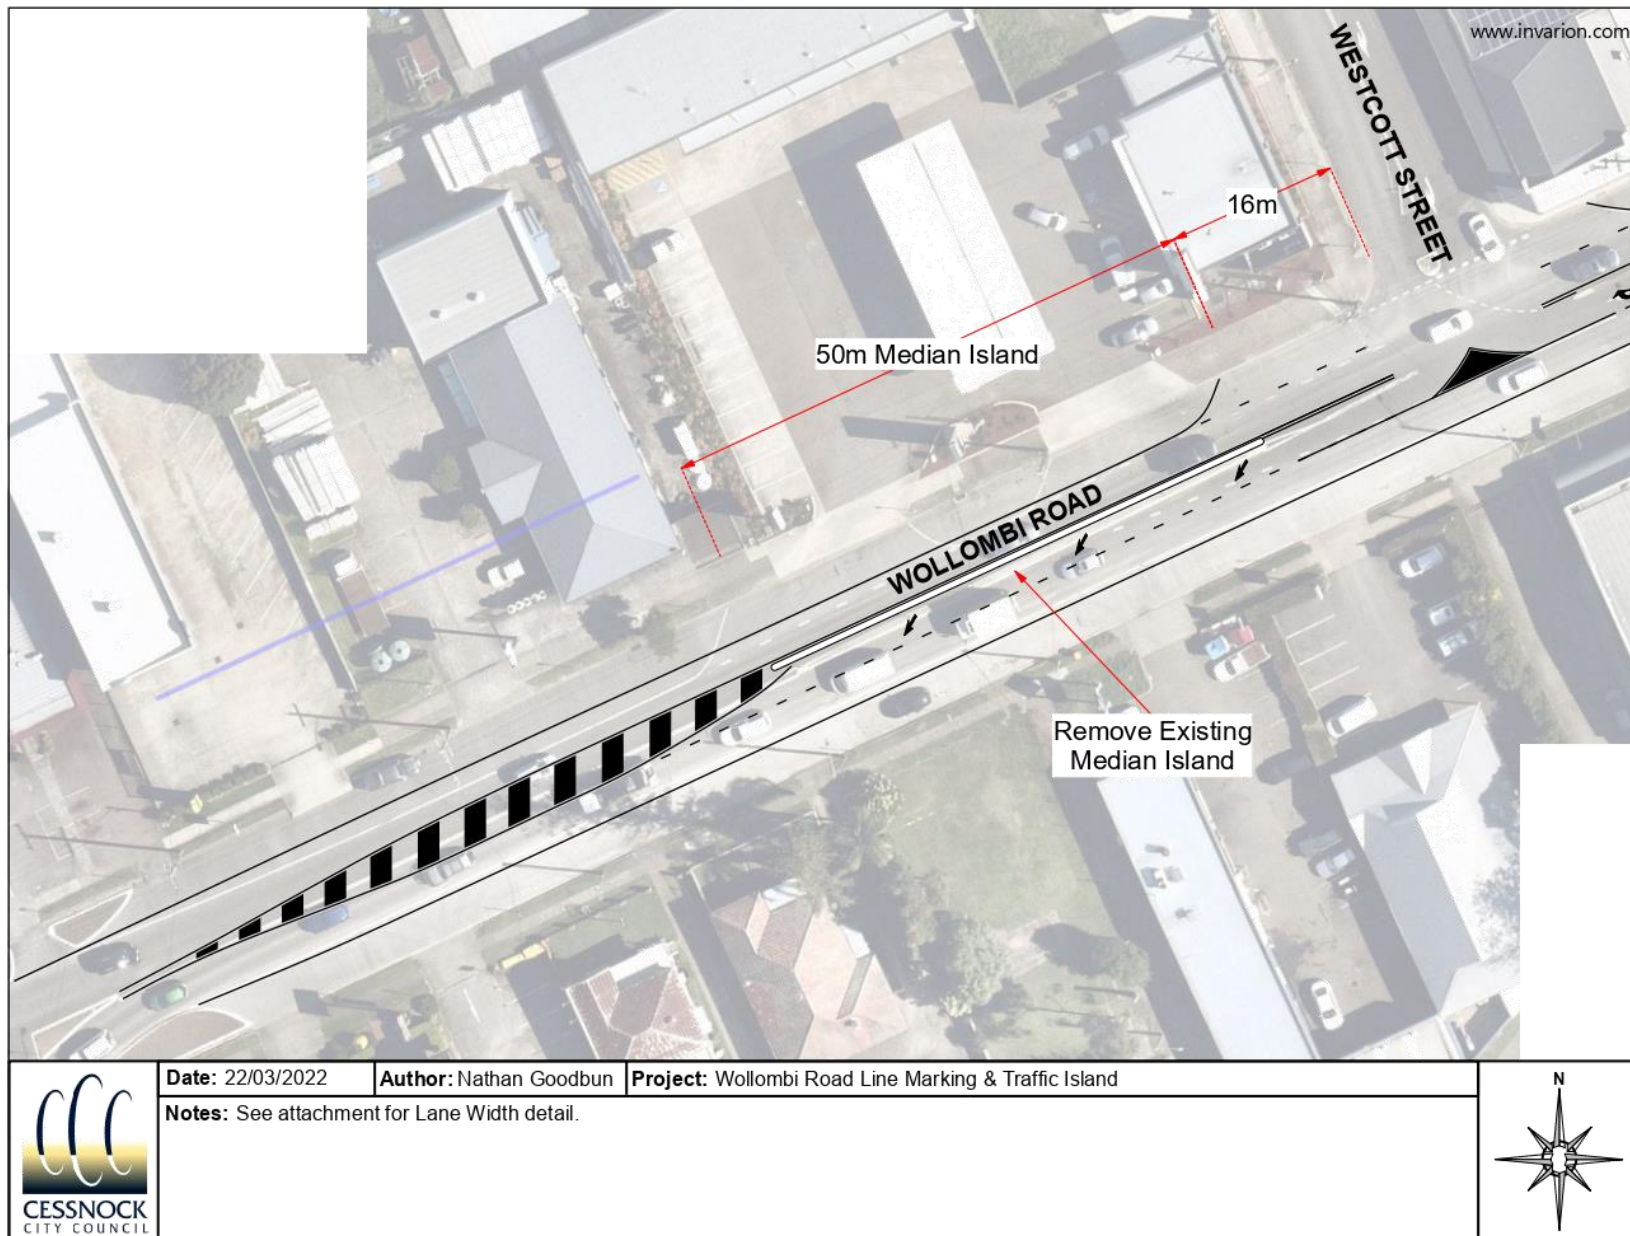 www.invarion.com
WESTCOTT STREET
16m
50m Median Island
WOLLOMBI ROAD
Remove Existing
Median Island
Date: 22/03/2022
Author: Nathan Goodbun
Project: Wollombi Road Line Marking & Traffic Island
Notes: See attachment for Lane Width detail.
CESSNOCK
CITY COUNCIL
N